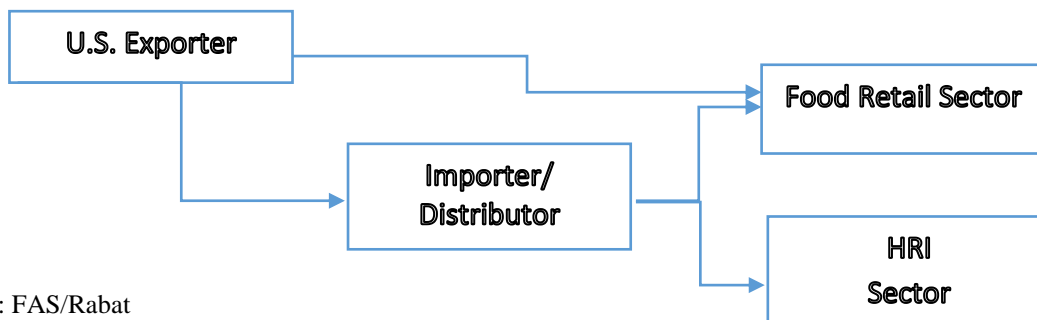 U.S. Exporter
Food Retail Sector
Importer/
Distributor
HRI
Sector
: FAS/Rabat